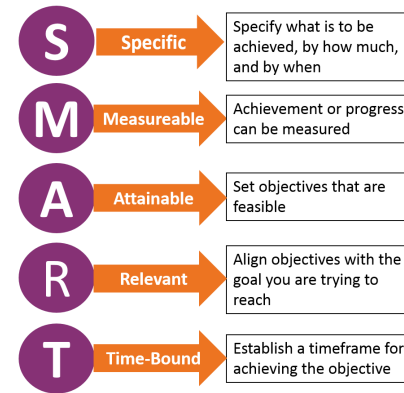 S
Specific
Specify what is to be
achieved, by how much,
and by when
M
Measureable
Achievement or progress
can be measured
A
Attainable
Set objectives that are
feasible
R
Relevant
Align objectives with the
goal you are trying to
reach
T
Time-Bound
Establish a timeframe for
achieving the objective